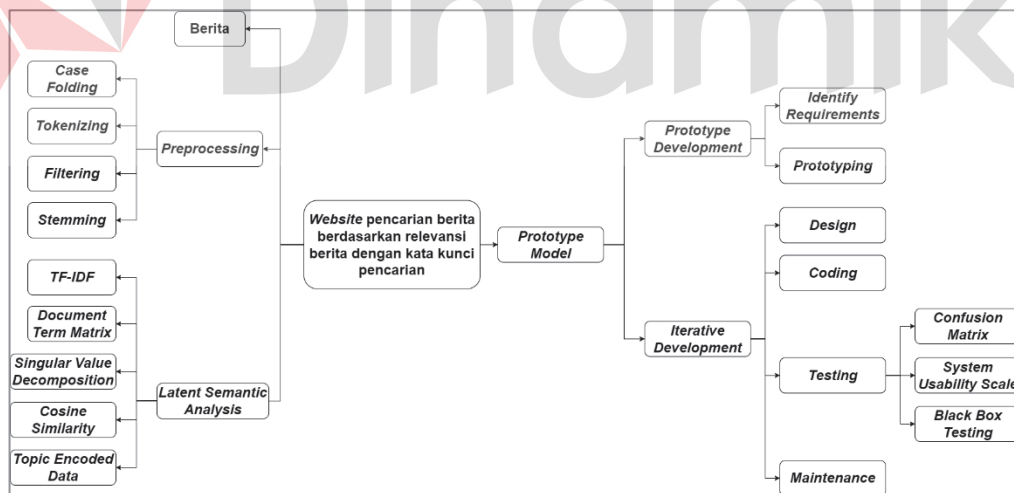 Dinamik
Berita
Case
Folding
Tokenizing
Filtering
Stemming
Preprocessing
TF-IDF
Document
Term Matrix
Singular Value
Decomposition
Cosine
Similarity
Topic Encoded
Data
Latent Semantic
Analysis
Website pencarian berita
berdasarkan relevansi
berita dengan kata kunci
pencarian
Prototype
Model
Prototype
Development
Identify
Requirements
Prototyping
Iterative
Development
Design
Coding
Testing
Maintenance
Confusion
Matrix
System
Usability Scale
Black Box
Testing